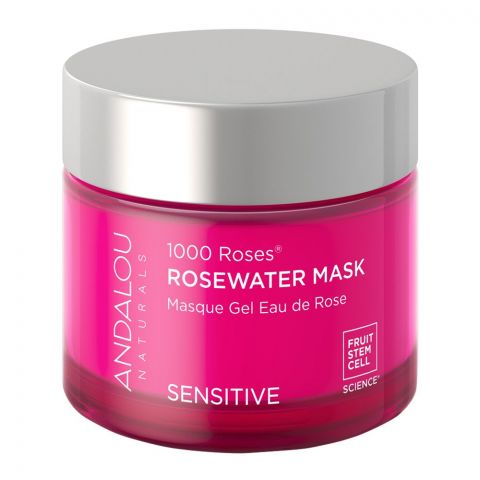 ANDALOU
NATURALS
1000 Roses®
ROSEWATER MASK
Masque Gel Eau de Rose
FRUIT
STEM
CELL
SCIENCE®
SENSITIVE